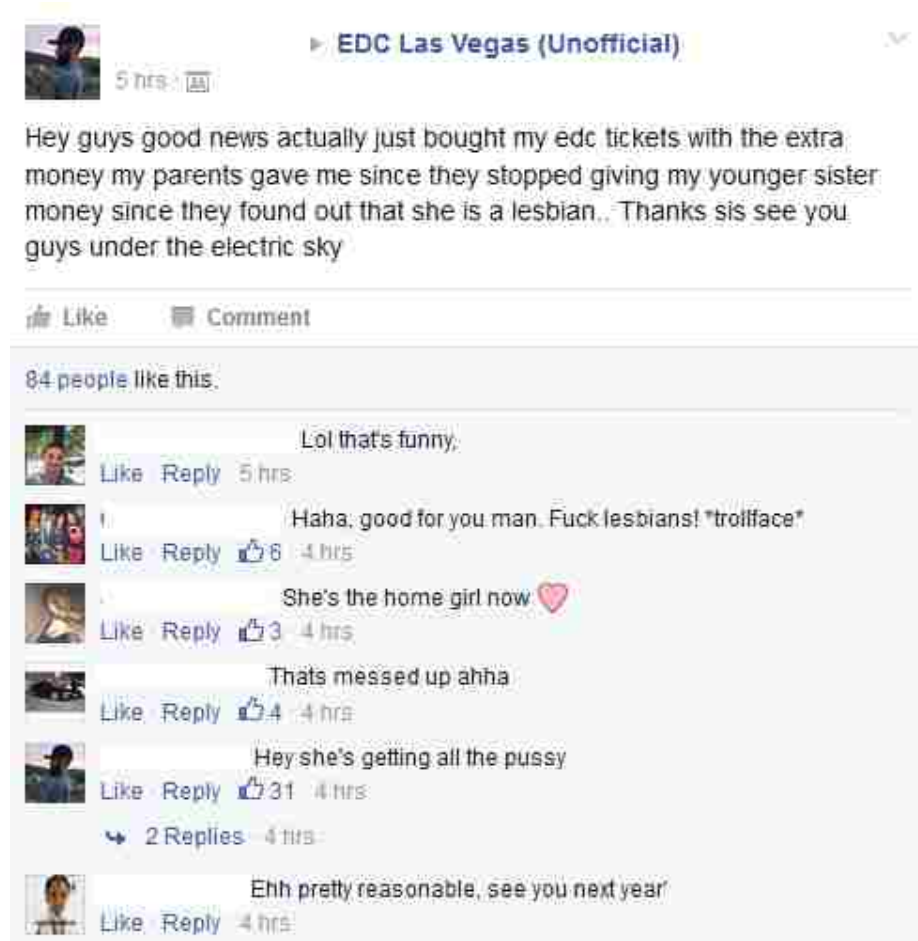 EDC Las Vegas (Unofficial)
5 hrs ·
Hey guys good news actually just bought my edc tickets with the extra
money my parents gave me since they stopped giving my younger sister
money since they found out that she is a lesbian.. Thanks sis see you
guys under the electric sky
Like Comment
84 people like this.
Lol that's funny,
Like · Reply · 5 hrs
Haha, good for you man. Fuck lesbians! *trollface*
Like · Reply · 6 · 4 hrs
She's the home girl now
Like · Reply · 3 · 4 hrs
Thats messed up ahha
Like · Reply · 4 · 4 hrs
Hey she's getting all the pussy
Like · Reply · 31 · 4 hrs
2 Replies · 4 hrs
Ehh pretty reasonable, see you next year'
Like · Reply · 4 hrs